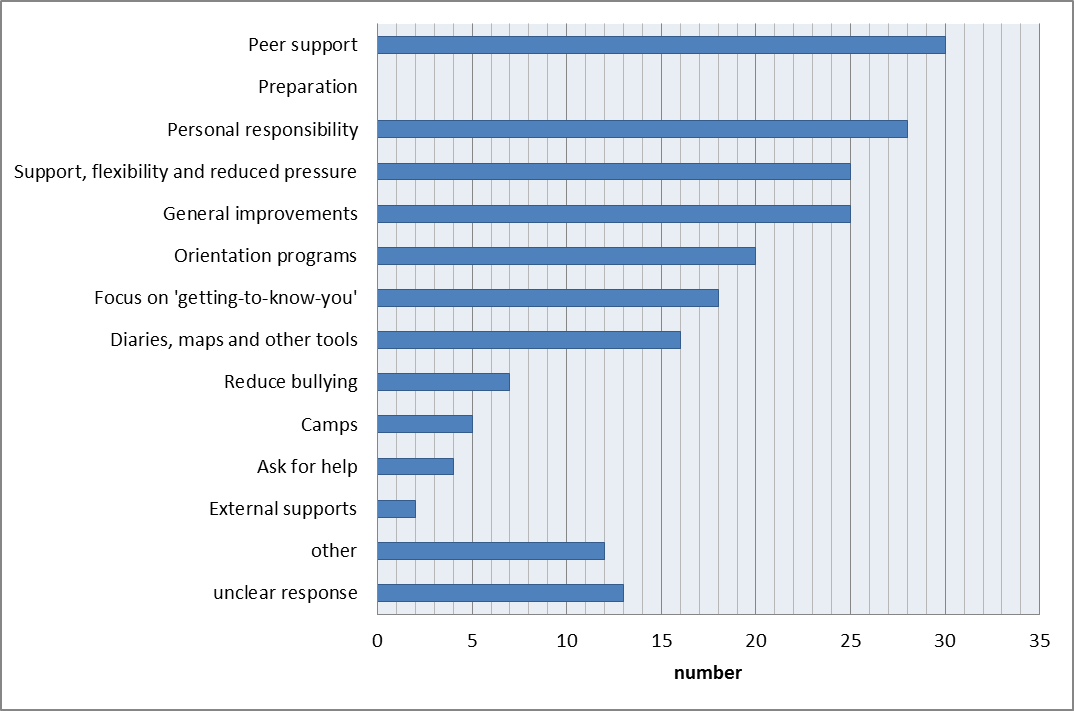 Peer support
Preparation
Personal responsibility
Support, flexibility and reduced pressure
General improvements
Orientation programs
Focus on 'getting-to-know-you'
Diaries, maps and other tools
Reduce bullying
Camps
Ask for help
External supports
other
unclear response
0 5 10 15 20 25 30 35
number